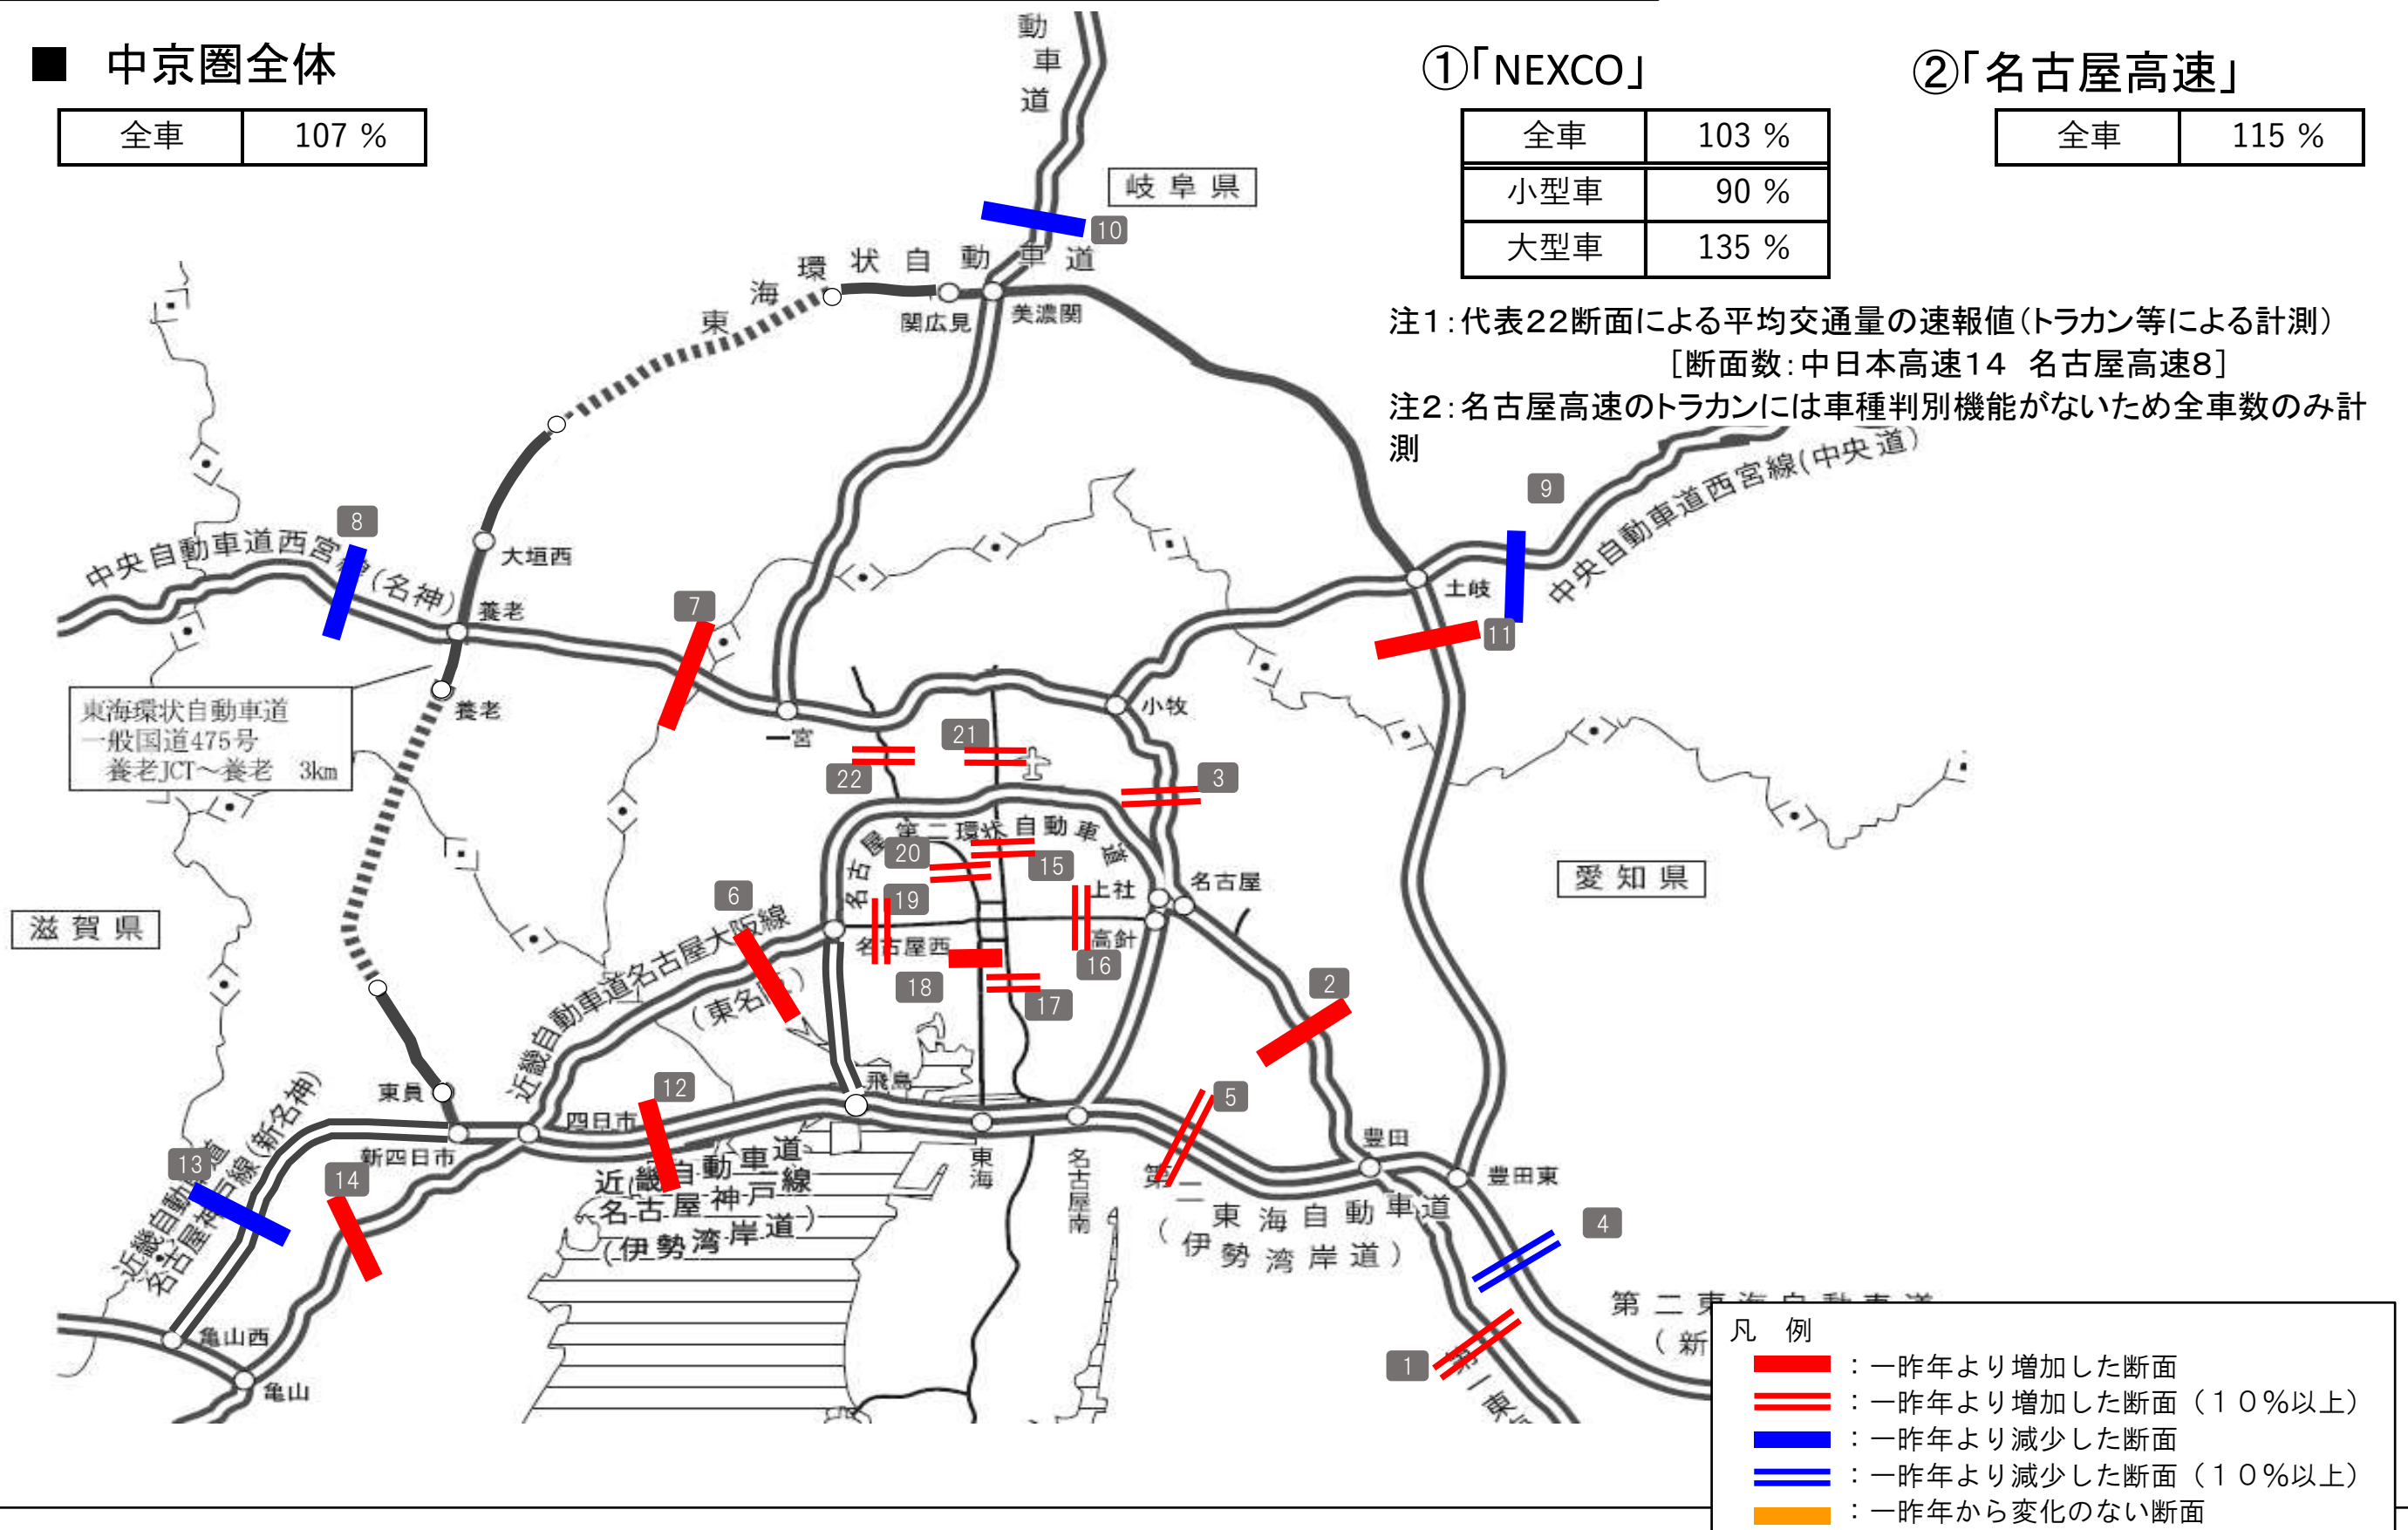 ■ 中京圏全体
全車 107 %
①「NEXCO」
全車 103 %
小型車 90 %
大型車 135 %
②「名古屋高速」
全車 115 %
注1:代表22断面による平均交通量の速報値(トラカン等による計測)
[断面数:中日本高速14 名古屋高速8]
注2:名古屋高速のトラカンには車種判別機能がないため全車数のみ計
測
動車道
岐阜県
10
東海環状自動車道
関広見
美濃関
9
中央自動車道西宮線(中央道)
8
中央自動車道西宮線(名神)
大垣西
養老
7
土岐
11
東海環状自動車道
一般国道475号
養老JCT~養老 3km
養老
一宮
小牧
21
22
3
名古屋第二環状自動車道
20
15
19
上社
名古屋
愛知県
滋賀県
6
近畿自動車道名古屋大阪線
(東名阪)
名古屋西
高針
16
18
17
2
東員
12
飛島
5
四日市
新四日市
13
14
近畿自動車道
名古屋神戸線(新名神)
近畿自動車道
名古屋神戸線
(伊勢湾岸道)
東海
名古屋南
豊田
豊田東
第二東海自動車道
(伊勢湾岸道)
4
亀山西
亀山
1
第一東
第二東海自動車道
(新
凡 例
:一昨年より増加した断面
:一昨年より増加した断面(10%以上)
:一昨年より減少した断面
:一昨年より減少した断面(10%以上)
:一昨年から変化のない断面